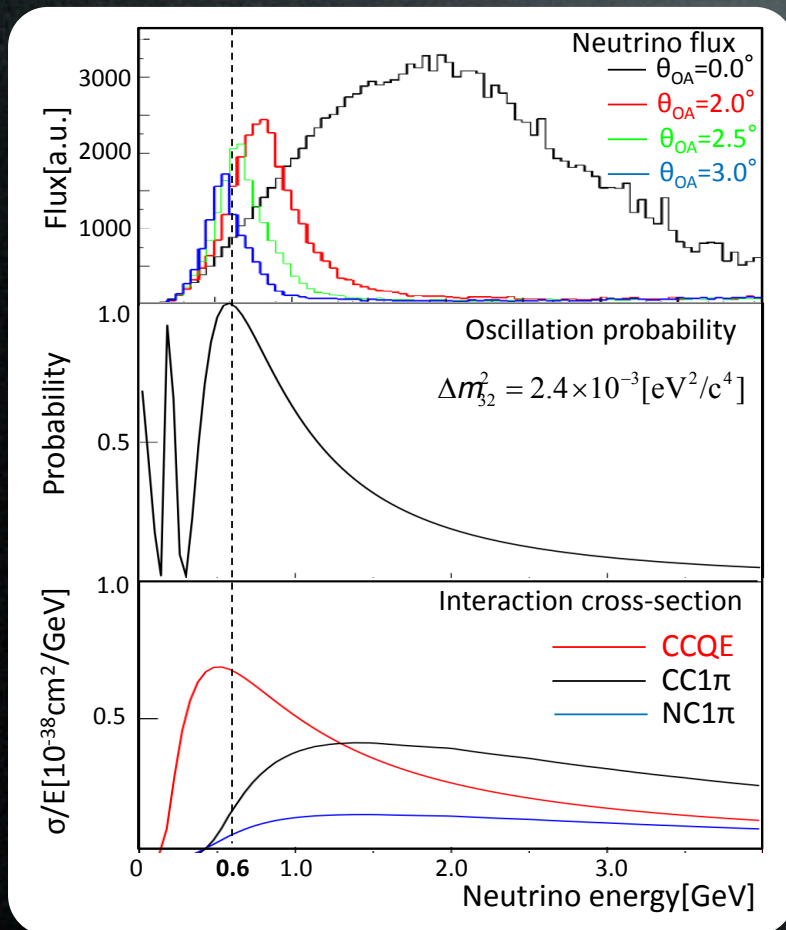 Neutrino flux
θOA=0.0°
θOA=2.0°
θOA=2.5°
θOA=3.0°
Flux[a.u.]
3000
2000
1000
Oscillation probability
Δm²₃₂ = 2.4×10⁻³[eV²/c⁴]
Probability
1.0
0.5
Interaction cross-section
CCQE
CC1π
NC1π
σ/E[10⁻³⁸cm²/GeV]
1.0
0.5
0 0.6 1.0 2.0 3.0
Neutrino energy[GeV]